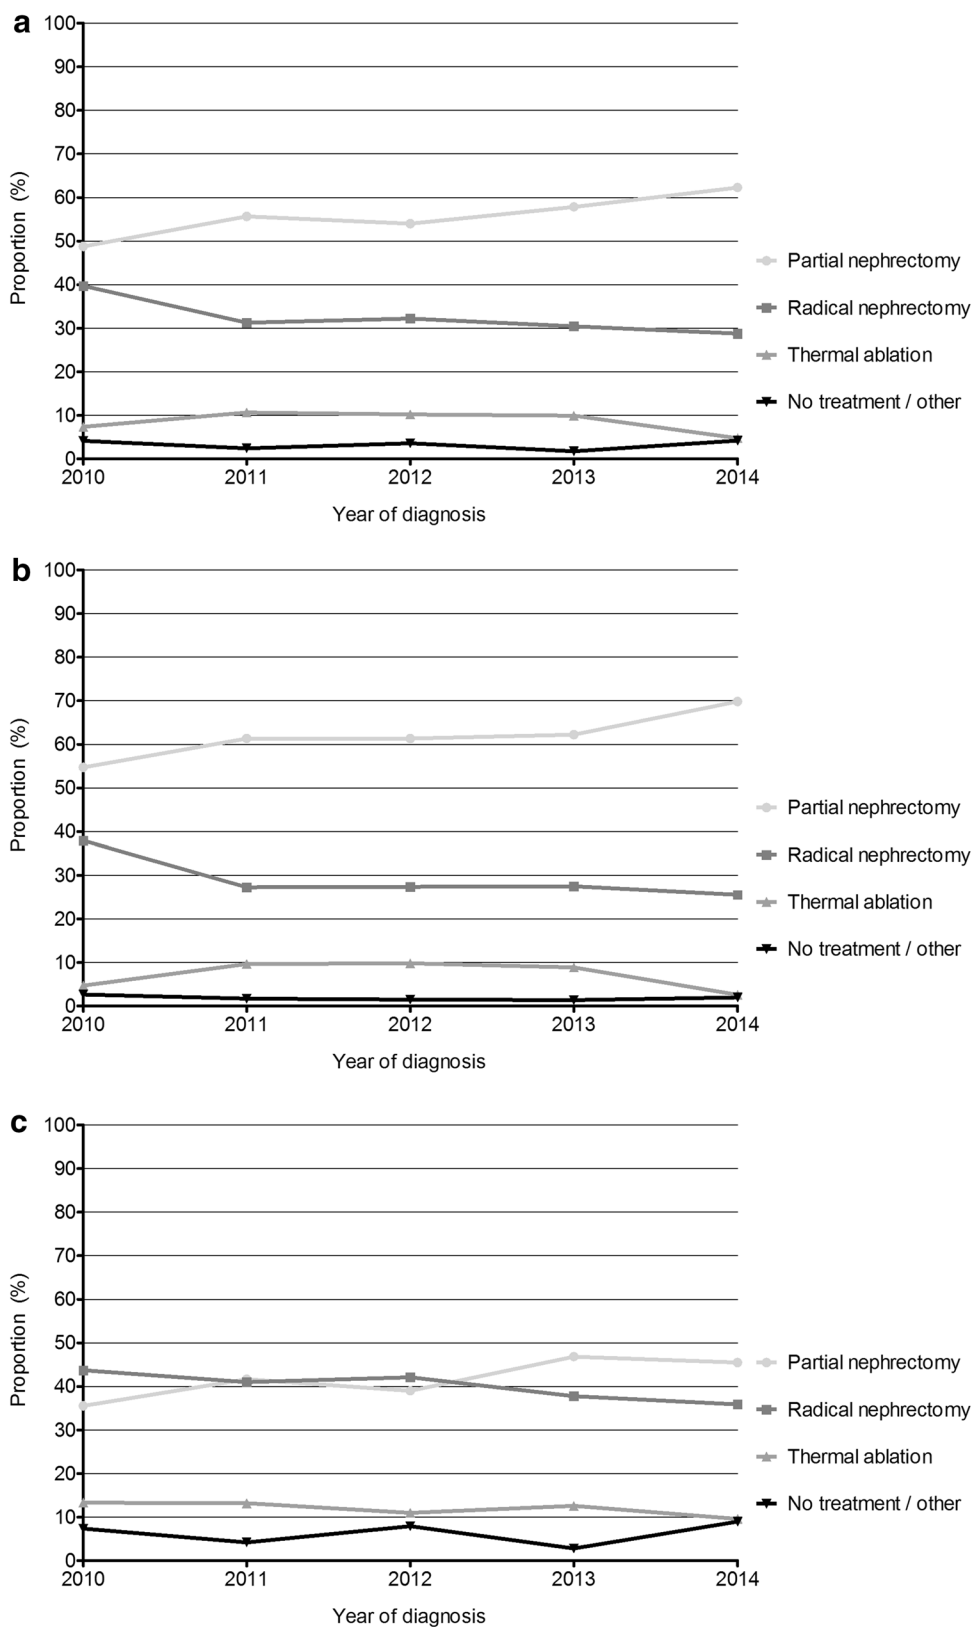 a
100
90
80
70
60
50
40
30
20
10
0
Proportion (%)
2010 2011 2012 2013 2014
Year of diagnosis
Partial nephrectomy
Radical nephrectomy
Thermal ablation
No treatment / other
b
100
90
80
70
60
50
40
30
20
10
0
Proportion (%)
2010 2011 2012 2013 2014
Year of diagnosis
Partial nephrectomy
Radical nephrectomy
Thermal ablation
No treatment / other
c
100
90
80
70
60
50
40
30
20
10
0
Proportion (%)
2010 2011 2012 2013 2014
Year of diagnosis
Partial nephrectomy
Radical nephrectomy
Thermal ablation
No treatment / other